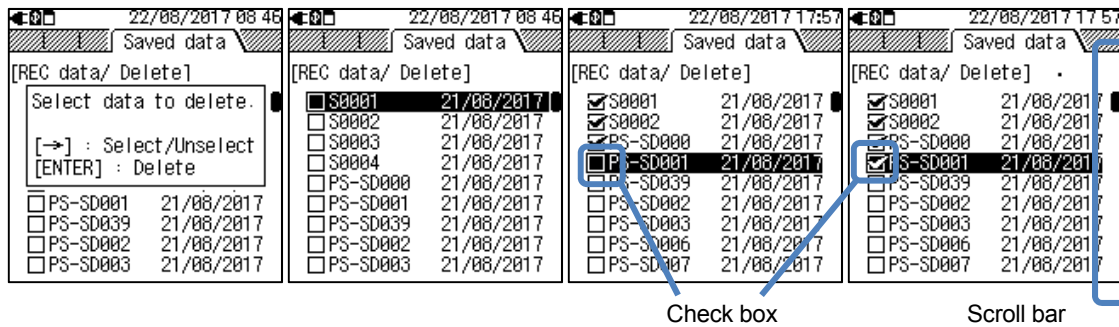 22/08/2017 08 46
Saved data
[REC data/ Delete]
Select data to delete.
[→] : Select/Unselect
[ENTER] : Delete
PS-SD001 21/08/2017
PS-SD039 21/08/2017
PS-SD002 21/08/2017
PS-SD003 21/08/2017
22/08/2017 08 46
Saved data
[REC data/ Delete]
S0001 21/08/2017
S0002 21/08/2017
S0003 21/08/2017
S0004 21/08/2017
PS-SD000 21/08/2017
PS-SD001 21/08/2017
PS-SD039 21/08/2017
PS-SD002 21/08/2017
PS-SD003 21/08/2017
22/08/2017 17:57
Saved data
[REC data/ Delete]
S0001 21/08/2017
S0002 21/08/2017
PS-SD000 21/08/2017
PS-SD001 21/08/2017
PS-SD039 21/08/2017
PS-SD002 21/08/2017
PS-SD003 21/08/2017
PS-SD006 21/08/2017
PS-SD007 21/08/2017
22/08/2017 17 57
Saved data
[REC data/ Delete]
S0001 21/08/2017
S0002 21/08/2017
PS-SD000 21/08/2017
PS-SD001 21/08/2017
PS-SD039 21/08/2017
PS-SD002 21/08/2017
PS-SD003 21/08/2017
PS-SD006 21/08/2017
PS-SD007 21/08/2017
Check box
Scroll bar